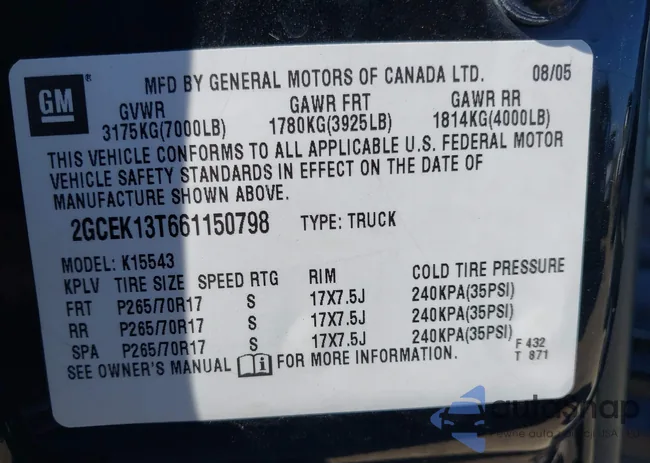 GM ® MFD BY GENERAL MOTORS OF CANADA LTD. 08/05
GVWR GAWR FRT GAWR RR
3175KG(7000LB) 1780KG(3925LB) 1814KG(4000LB)
THIS VEHICLE CONFORMS TO ALL APPLICABLE U.S. FEDERAL MOTOR
VEHICLE SAFETY STANDARDS IN EFFECT ON THE DATE OF
MANUFACTURE SHOWN ABOVE.
2GCEK13T661150798 TYPE: TRUCK
MODEL: K15543
KPLV TIRE SIZE SPEED RTG RIM COLD TIRE PRESSURE
FRT P265/70R17 S 17X7.5J 240KPA(35PSI)
RR P265/70R17 S 17X7.5J 240KPA(35PSI)
SPA P265/70R17 S 17X7.5J 240KPA(35PSI)
F 432
T 871
SEE OWNER'S MANUAL FOR MORE INFORMATION.
autoSnap